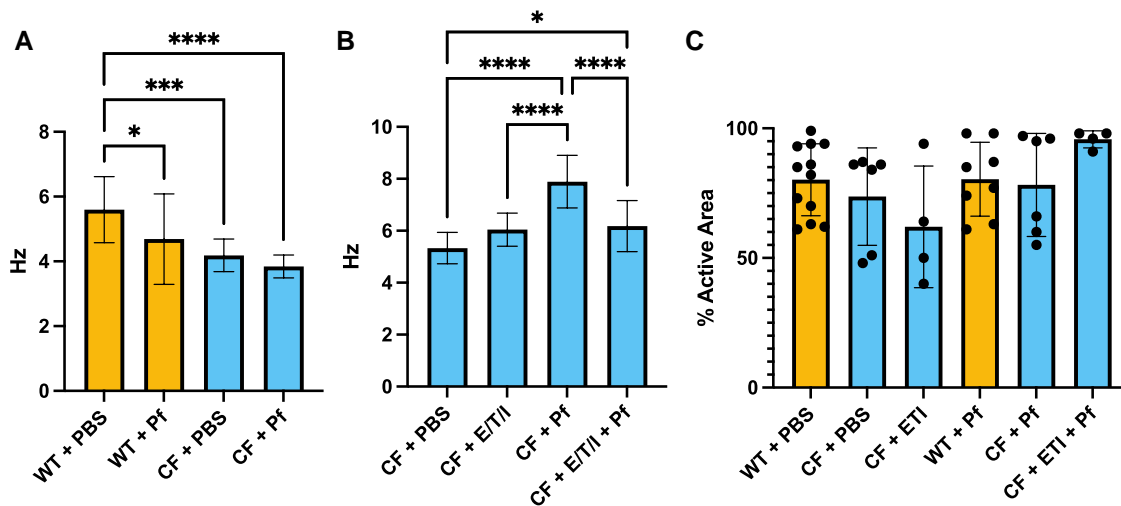 A
****
***
*
8
6
4
2
0
Hz
WT + PBS
WT + Pf
CF + PBS
CF + Pf
B
*
**** ****
****
10
8
6
4
2
0
Hz
CF + PBS
CF + E/T/I
CF + Pf
CF + E/T/I + Pf
C
100
50
0
% Active Area
WT + PBS
CF + PBS
CF + ETI
WT + Pf
CF + Pf
CF + ETI + Pf